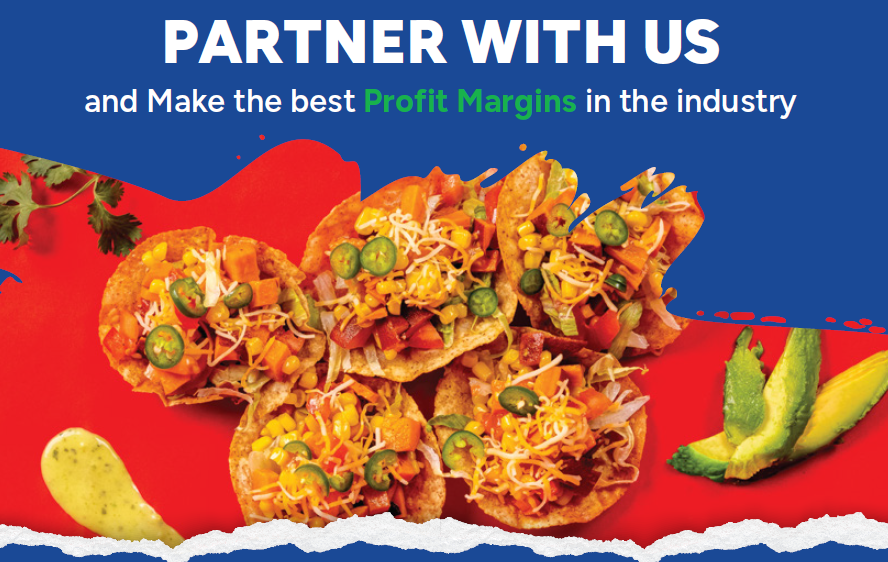 PARTNER WITH US
and Make the best Profit Margins in the industry